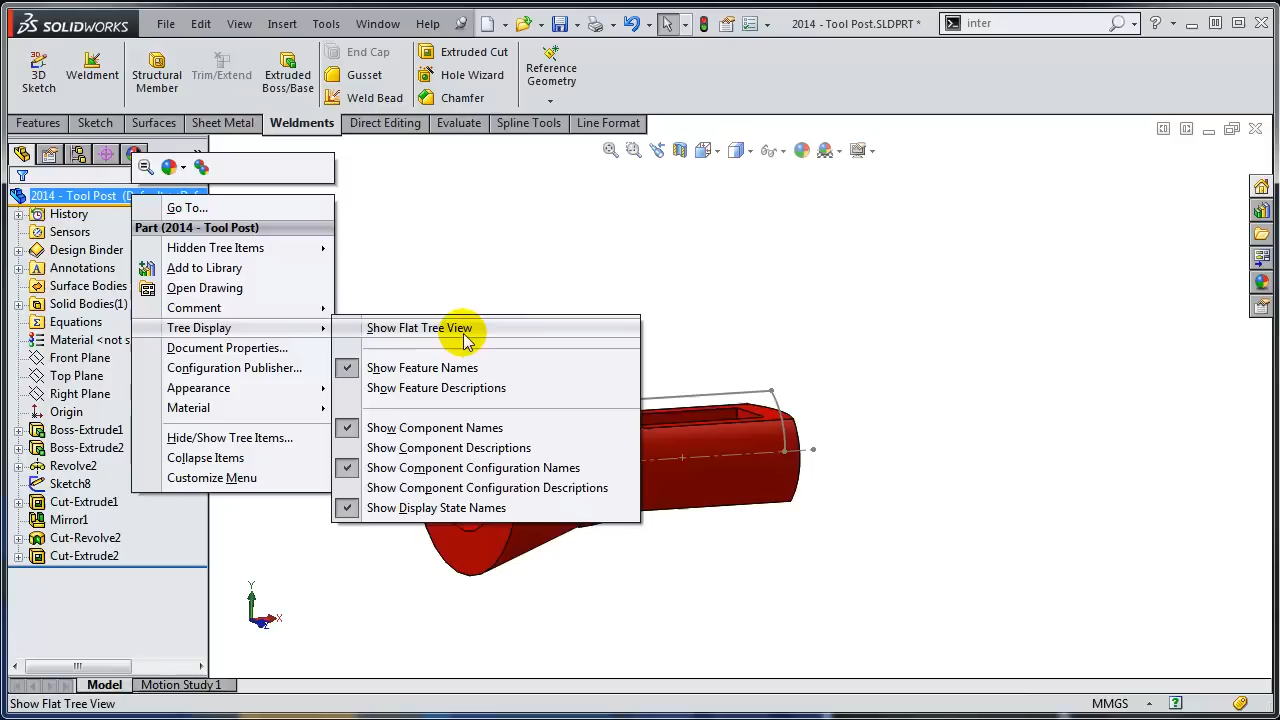 SOLIDWORKS File Edit View Insert Tools Window Help 2014 - Tool Post.SLDPRT * inter
3D Sketch
Weldment
Structural Member
Trim/Extend
Extruded Boss/Base
End Cap
Gusset
Weld Bead
Extruded Cut
Hole Wizard
Chamfer
Reference Geometry
Features Sketch Surfaces Sheet Metal Weldments Direct Editing Evaluate Spline Tools Line Format
2014 - Tool Post
History
Sensors
Design Binder
Annotations
Surface Bodies
Solid Bodies(1)
Equations
Material <not s
Front Plane
Top Plane
Right Plane
Origin
Boss-Extrude1
Boss-Extrude2
Revolve2
Sketch8
Cut-Extrude1
Mirror1
Cut-Revolve2
Cut-Extrude2
Go To...
Part (2014 - Tool Post)
Hidden Tree Items
Add to Library
Open Drawing
Comment
Tree Display
Document Properties...
Configuration Publisher...
Appearance
Material
Hide/Show Tree Items...
Collapse Items
Customize Menu
Show Flat Tree View
Show Feature Names
Show Feature Descriptions
Show Component Names
Show Component Descriptions
Show Component Configuration Names
Show Component Configuration Descriptions
Show Display State Names
Y
X
Z
Model Motion Study 1
Show Flat Tree View MMGS